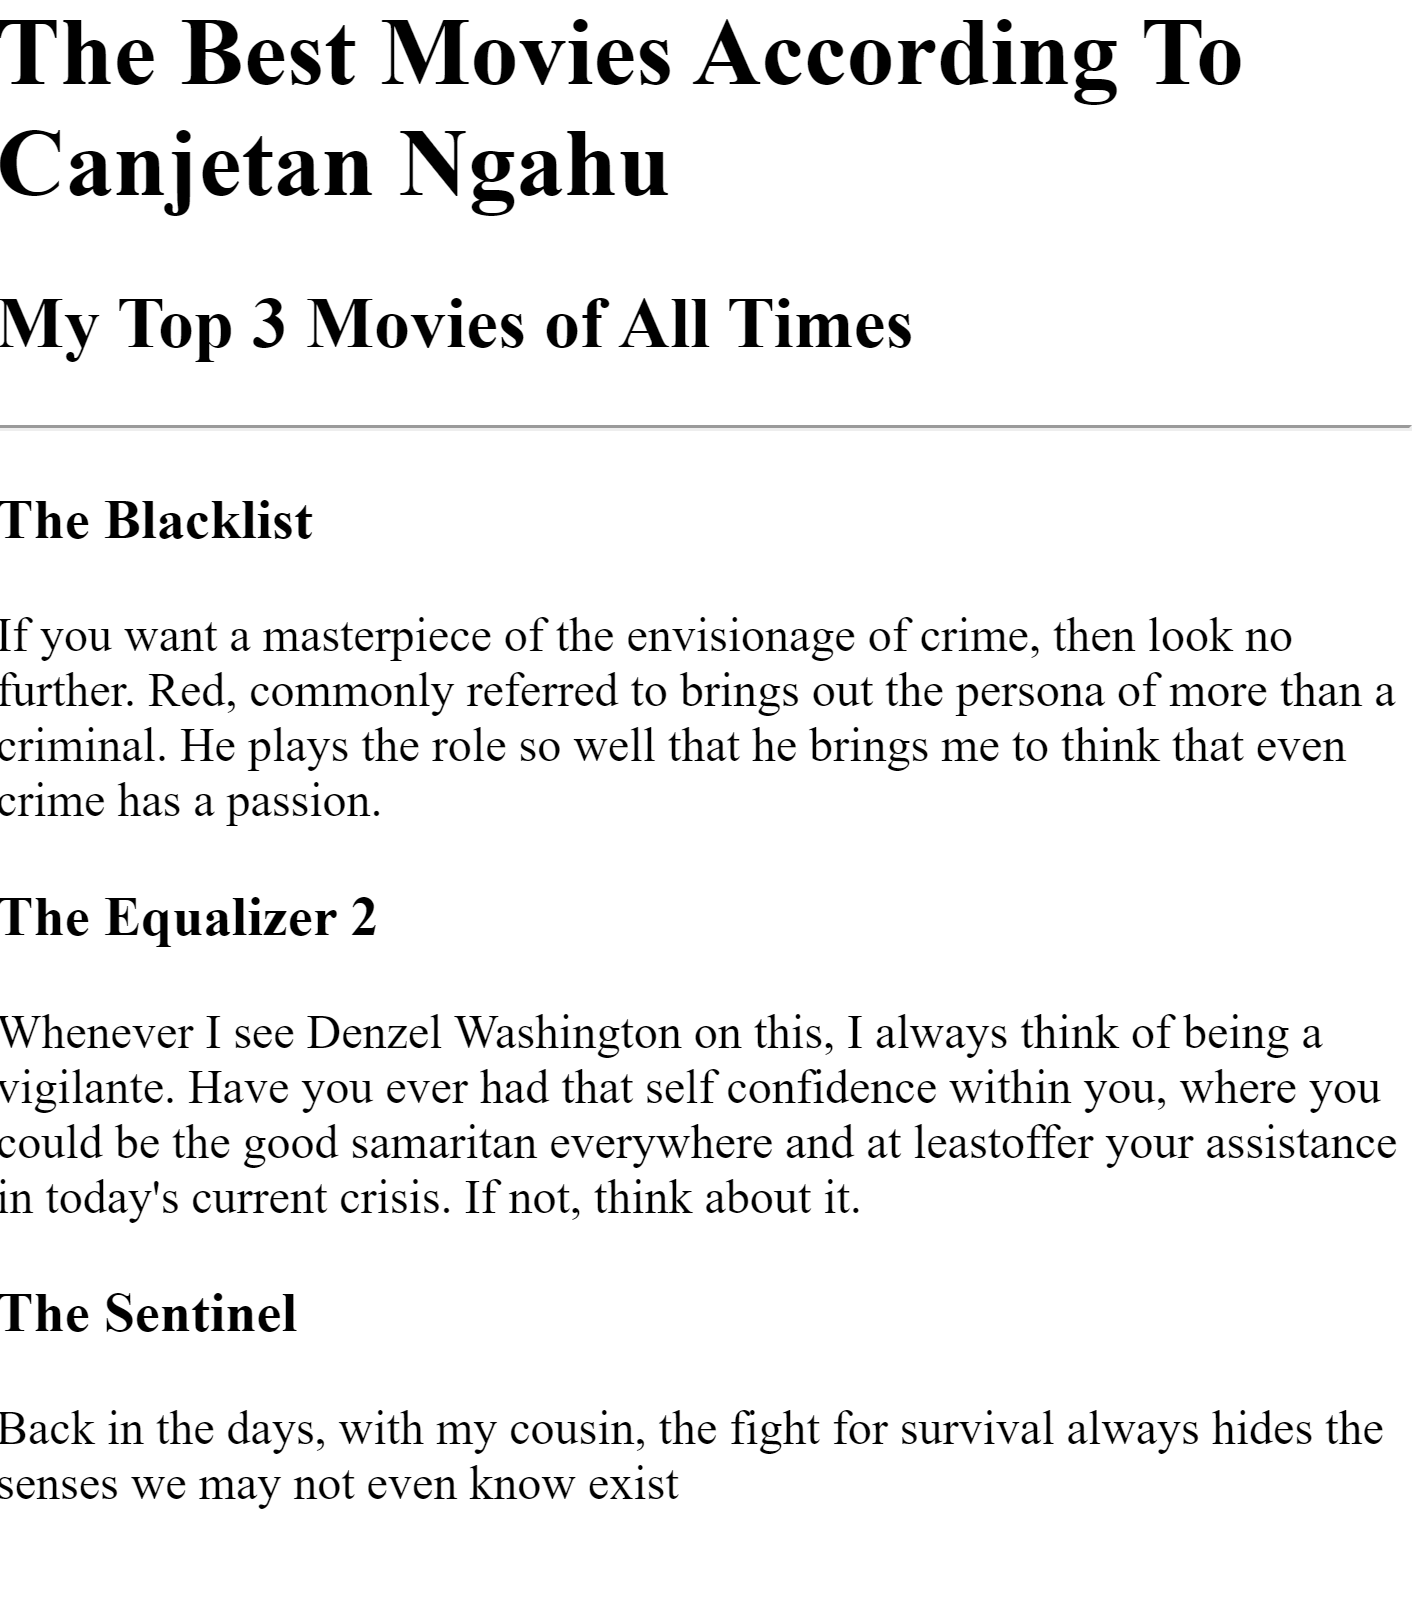 The Best Movies According To
Canjetan Ngahu
My Top 3 Movies of All Times
The Blacklist
If you want a masterpiece of the envisionage of crime, then look no
further. Red, commonly referred to brings out the persona of more than a
criminal. He plays the role so well that he brings me to think that even
crime has a passion.
The Equalizer 2
Whenever I see Denzel Washington on this, I always think of being a
vigilante. Have you ever had that self confidence within you, where you
could be the good samaritan everywhere and at leastoffer your assistance
in today's current crisis. If not, think about it.
The Sentinel
Back in the days, with my cousin, the fight for survival always hides the
senses we may not even know exist